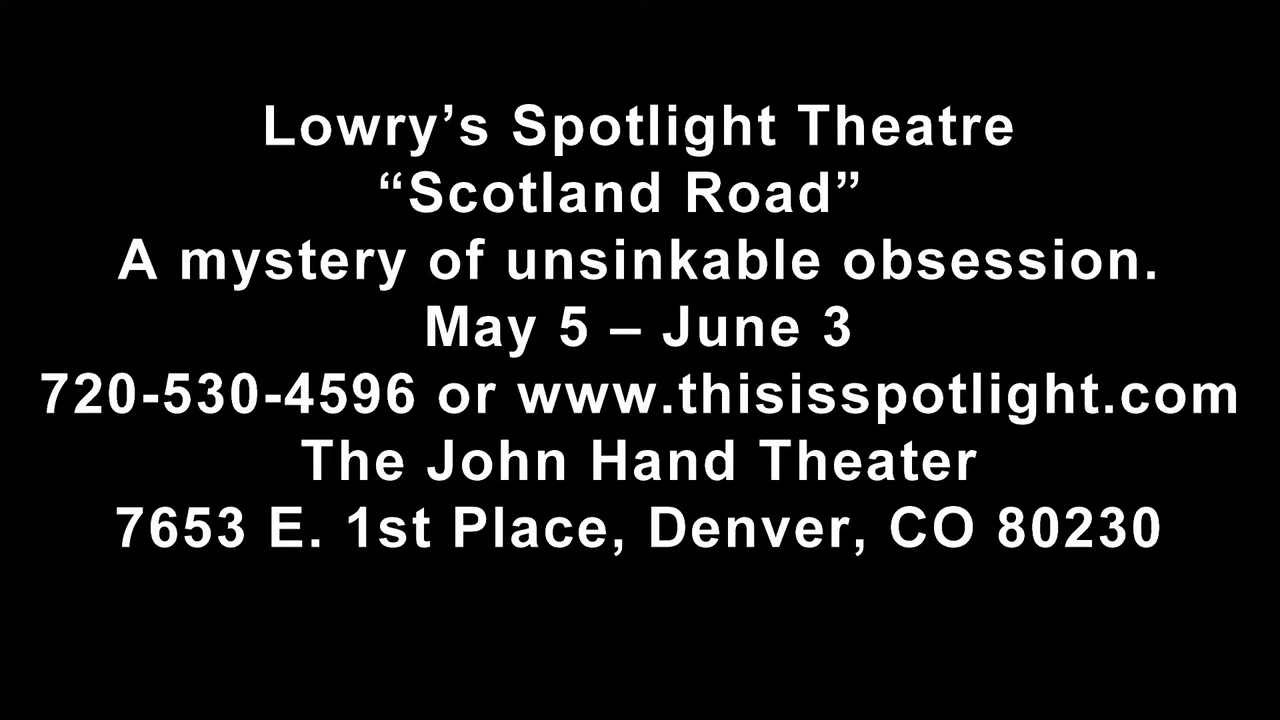 Lowry’s Spotlight Theatre
“Scotland Road”
A mystery of unsinkable obsession.
May 5 – June 3
720-530-4596 or www.thisisspotlight.com
The John Hand Theater
7653 E. 1st Place, Denver, CO 80230